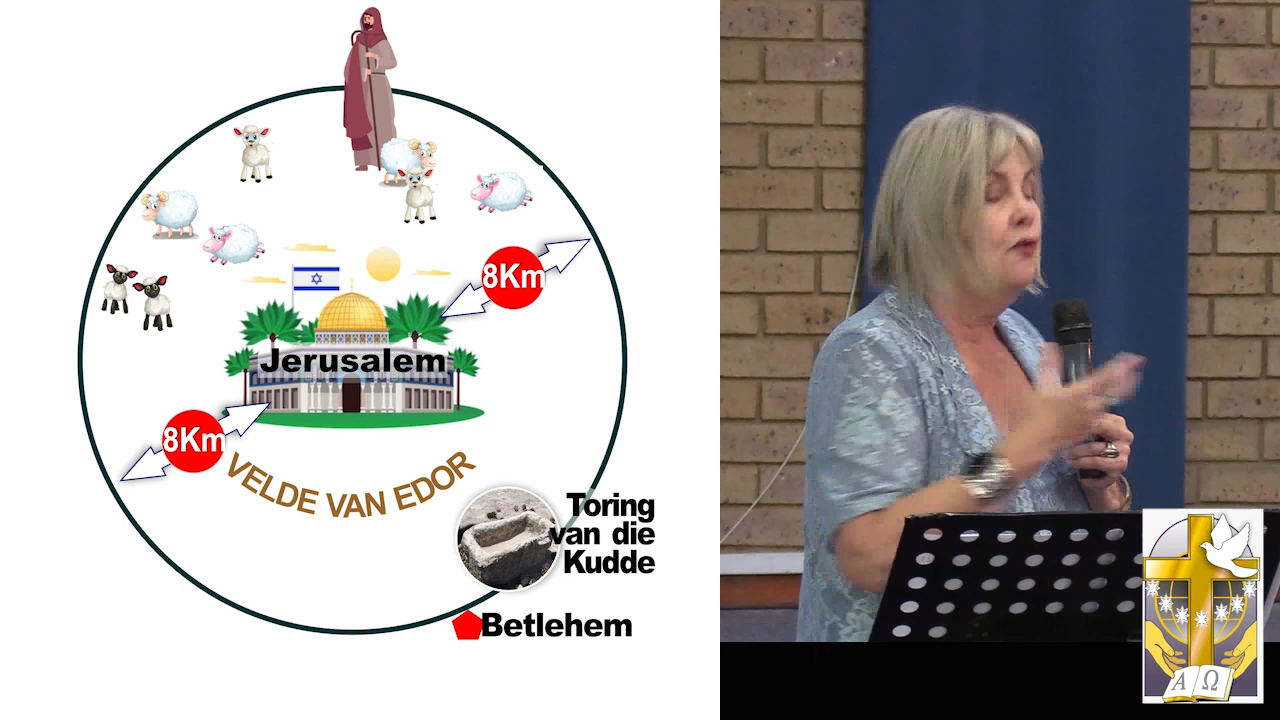 8Km
Jerusalem
8Km
VELDE VAN EDOR
Toring
van die
Kudde
Betlehem
Α Ω